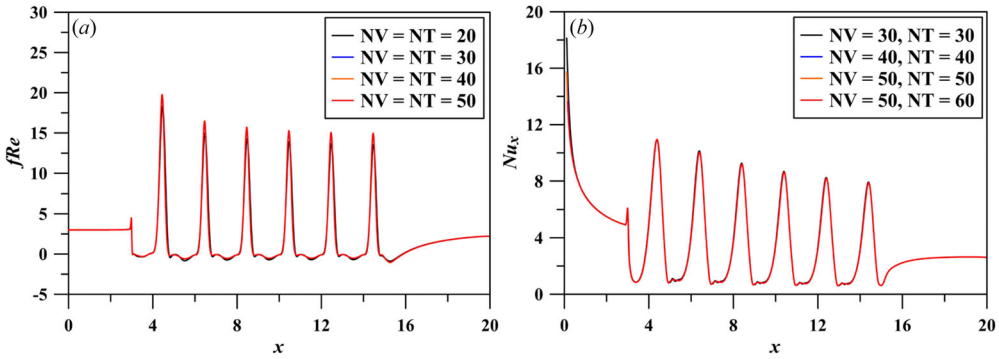 (a)
NV = NT = 20
NV = NT = 30
NV = NT = 40
NV = NT = 50
fRe
30
25
20
15
10
5
0
-5
0 4 8 12 16 20
x
(b)
NV = 30, NT = 30
NV = 40, NT = 40
NV = 50, NT = 50
NV = 50, NT = 60
Nux
20
16
12
8
4
0
0 4 8 12 16 20
x